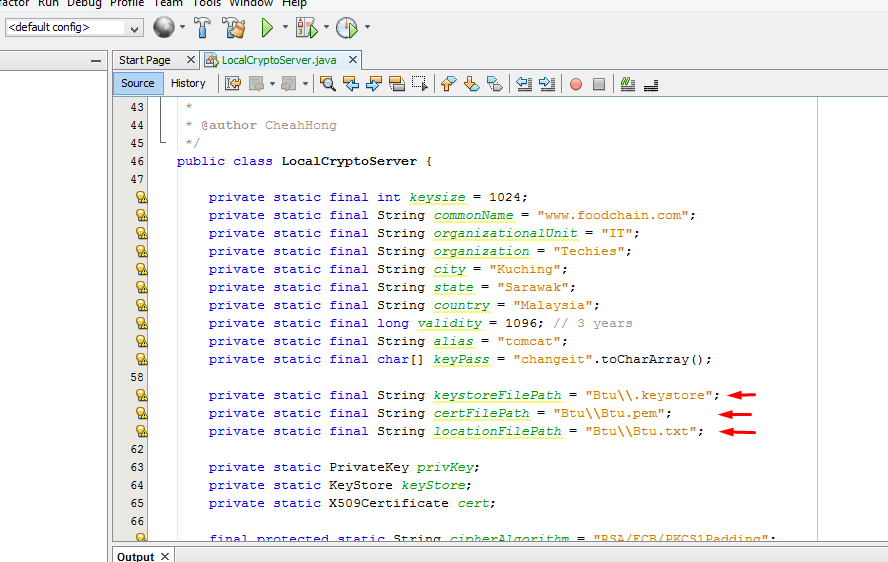 factor Run Debug Profile Team Tools Window Help
<default config>
Start Page LocalCryptoServer.java
Source History
43 *
44 * @author CheahHong
45 */
46 public class LocalCryptoServer {
47
private static final int keysize = 1024;
private static final String commonName = "www.foodchain.com";
private static final String organizationalUnit = "IT";
private static final String organization = "Techies";
private static final String city = "Kuching";
private static final String state = "Sarawak";
private static final String country = "Malaysia";
private static final long validity = 1096; // 3 years
private static final String alias = "tomcat";
private static final char[] keyPass = "changeit".toCharArray();
58
private static final String keystoreFilePath = "Btu\\.keystore";
private static final String certFilePath = "Btu\\Btu.pem";
private static final String locationFilePath = "Btu\\Btu.txt";
62
63 private static PrivateKey privKey;
64 private static KeyStore keyStore;
65 private static X509Certificate cert;
66
final protected static String cipherAlgorithm = "RSA/ECB/PKCS1Padding";
Output